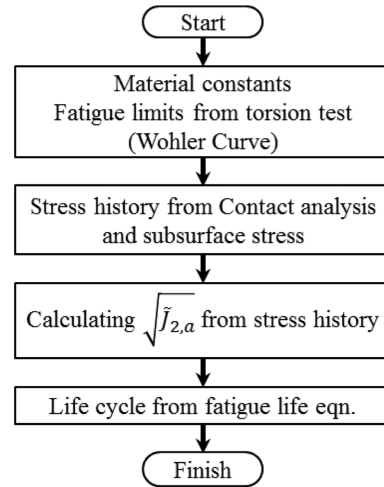 Start
Material constants
Fatigue limits from torsion test
(Wohler Curve)
Stress history from Contact analysis
and subsurface stress
Calculating √J̃₂,ₐ from stress history
Life cycle from fatigue life eqn.
Finish